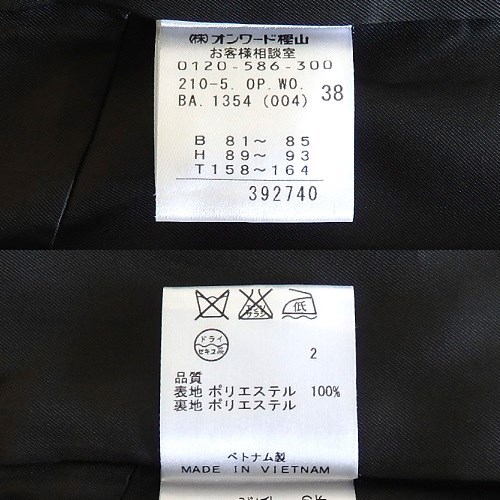 (株)オンワード樫山
お客様相談室
0120-586-300
210-5. OP. WO.
BA. 1354 (004) 38
B 81～ 85
H 89～ 93
T158～164
392740
低
ドライ
セキユ系
2
品質
表地 ポリエステル 100%
裏地 ポリエステル
ベトナム製
MADE IN VIETNAM